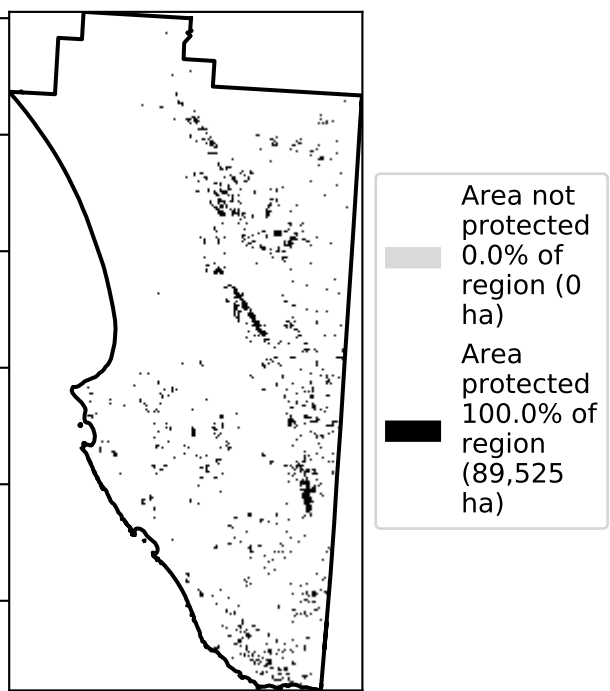 Area not
protected
0.0% of
region (0
ha)
Area
protected
100.0% of
region
(89,525
ha)